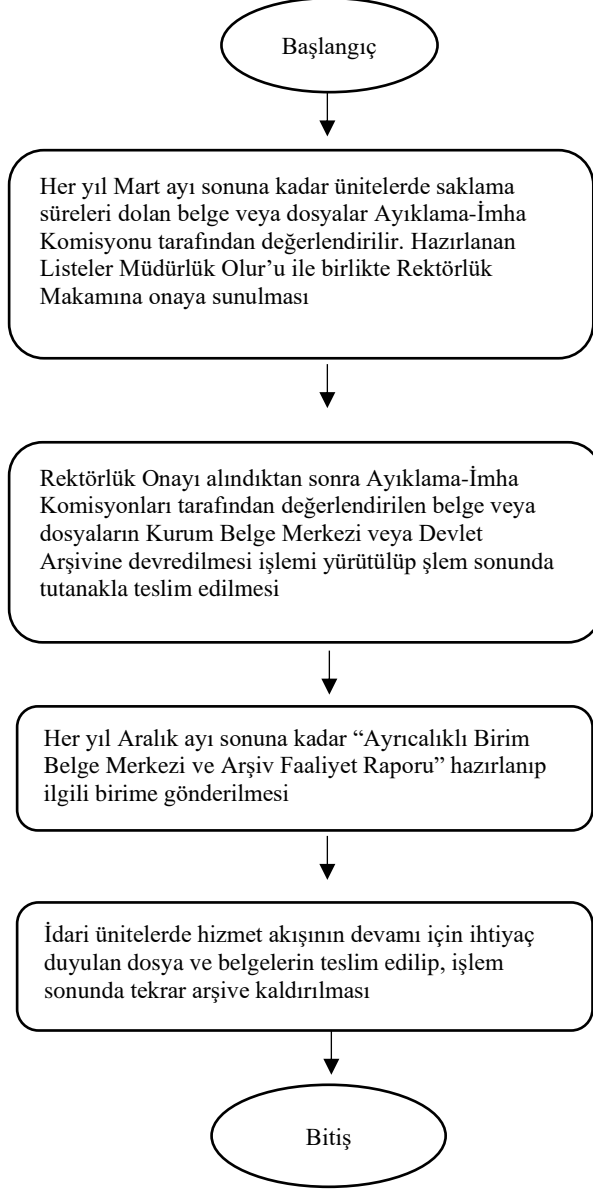 Başlangıç
Her yıl Mart ayı sonuna kadar ünitelerde saklama
süreleri dolan belge veya dosyalar Ayıklama-İmha
Komisyonu tarafından değerlendirilir. Hazırlanan
Listeler Müdürlük Olur’u ile birlikte Rektörlük
Makamına onaya sunulması
Rektörlük Onayı alındıktan sonra Ayıklama-İmha
Komisyonları tarafından değerlendirilen belge veya
dosyaların Kurum Belge Merkezi veya Devlet
Arşivine devredilmesi işlemi yürütülüp şlem sonunda
tutanakla teslim edilmesi
Her yıl Aralık ayı sonuna kadar “Ayrıcalıklı Birim
Belge Merkezi ve Arşiv Faaliyet Raporu” hazırlanıp
ilgili birime gönderilmesi
İdari ünitelerde hizmet akışının devamı için ihtiyaç
duyulan dosya ve belgelerin teslim edilip, işlem
sonunda tekrar arşive kaldırılması
Bitiş